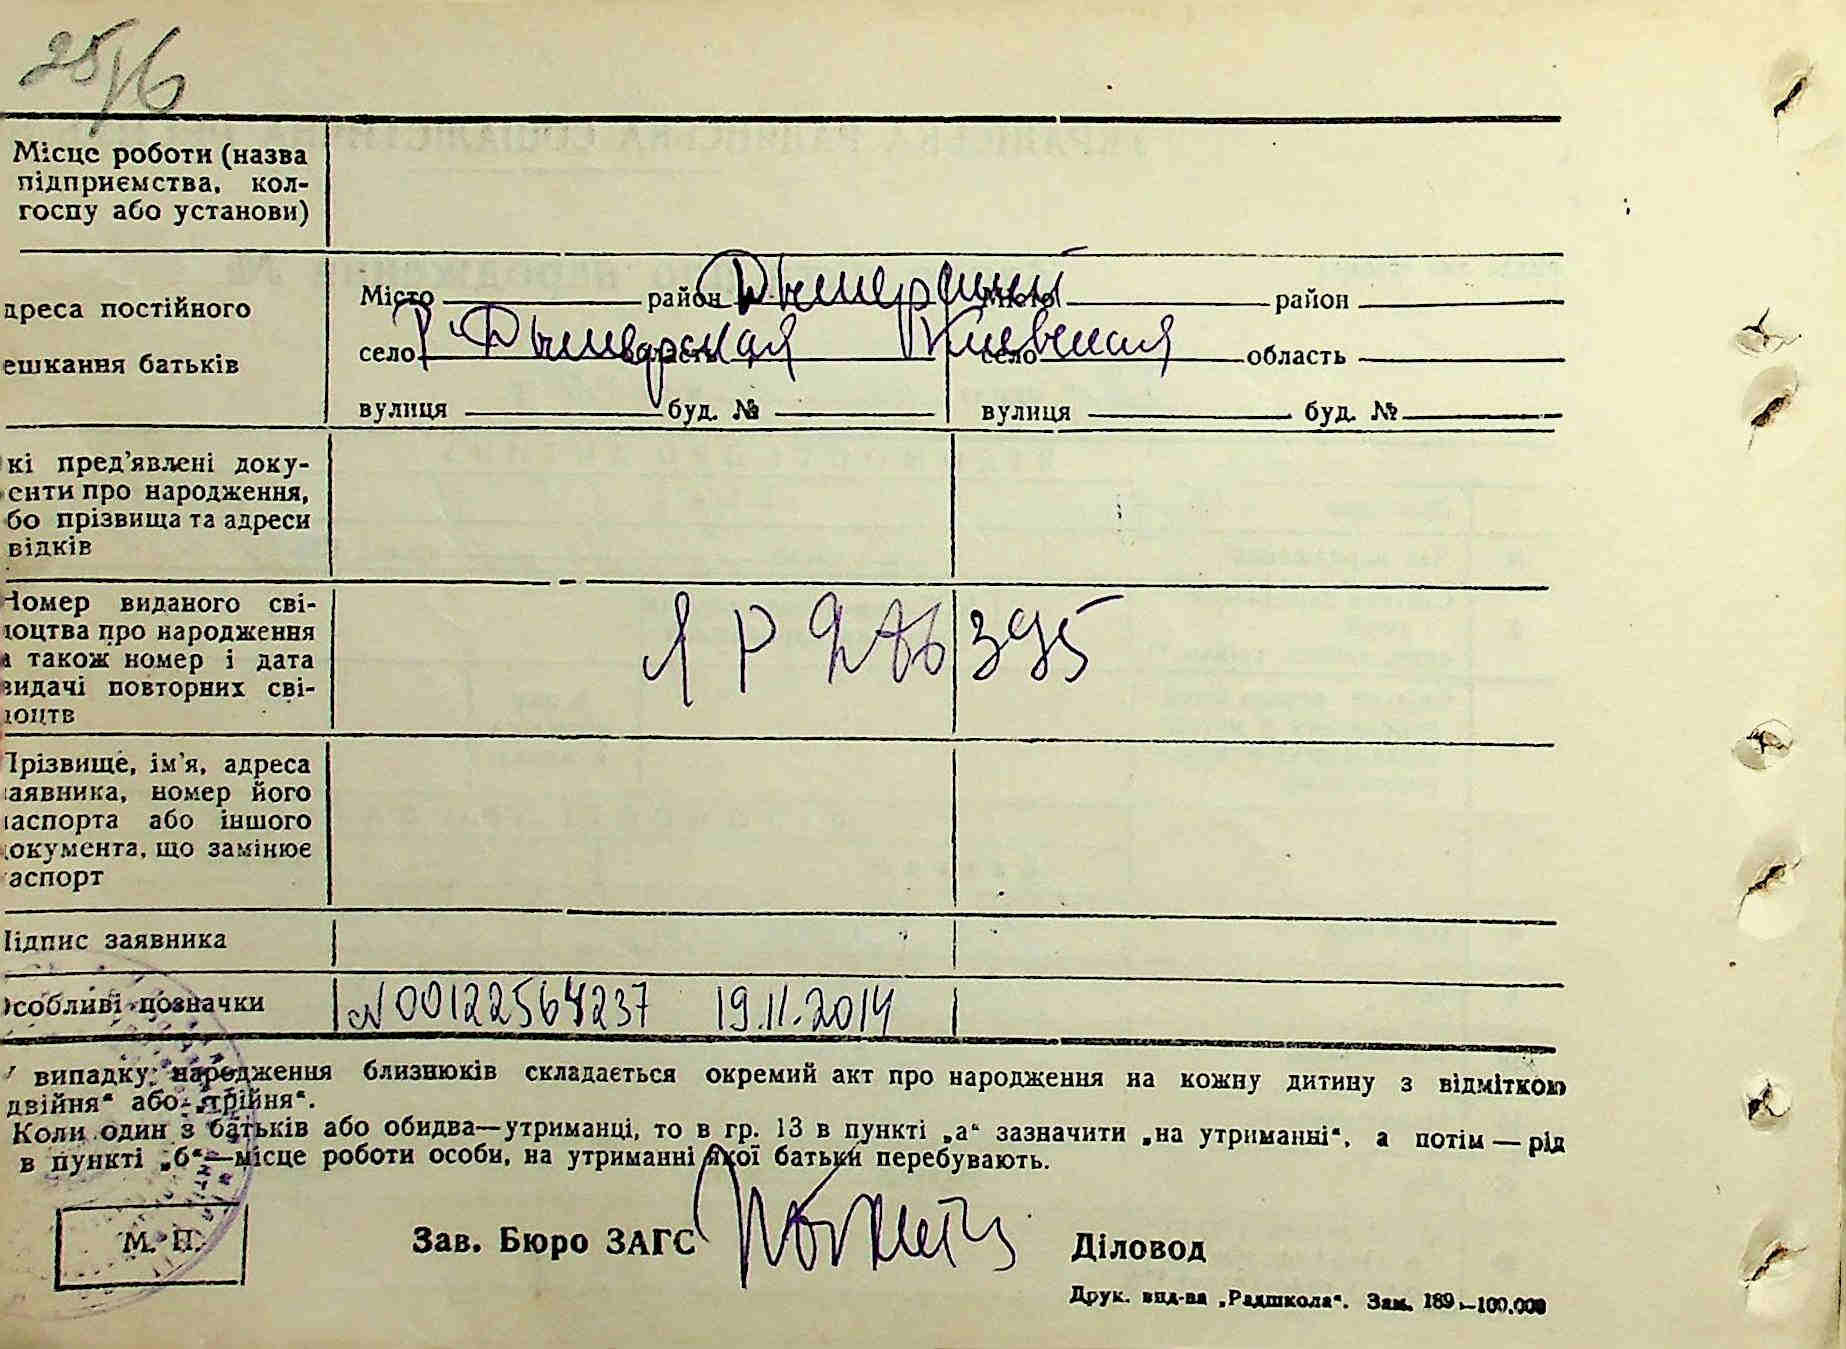 25/6
Місце роботи (назва
підприємства, кол-
госпу або установи)
дреса постійного
ешкання батьків
Місто район Дымерский Місто район
село Дымерская область Киевская село область
вулиця буд. № вулиця буд. №
кі пред'явлені доку-
енти про народження,
бо прізвища та адреси
відків
Номер виданого сві-
оцтва про народження
а також номер і дата
видачі повторних сві-
оцтв
395
Прізвище, ім'я, адреса
аявника, номер його
аспорта або іншого
окумента, що замінює
аспорт
Підпис заявника
Особливі позначки
N 00122564237 19.11.2014
У випадку народження близнюків складається окремий акт про народження на кожну дитину з відміткою
двійня“ або „трійня“.
Коли один з батьків або обидва—утриманці, то в гр. 13 в пункті „а“ зазначити „на утриманні“, а потім — рід
в пункті „б“—місце роботи особи, на утриманні якої батьки перебувають.
М. П.
Зав. Бюро ЗАГС
Діловод
Друк. вид-ва „Радшкола“. Зам. 189—100.000